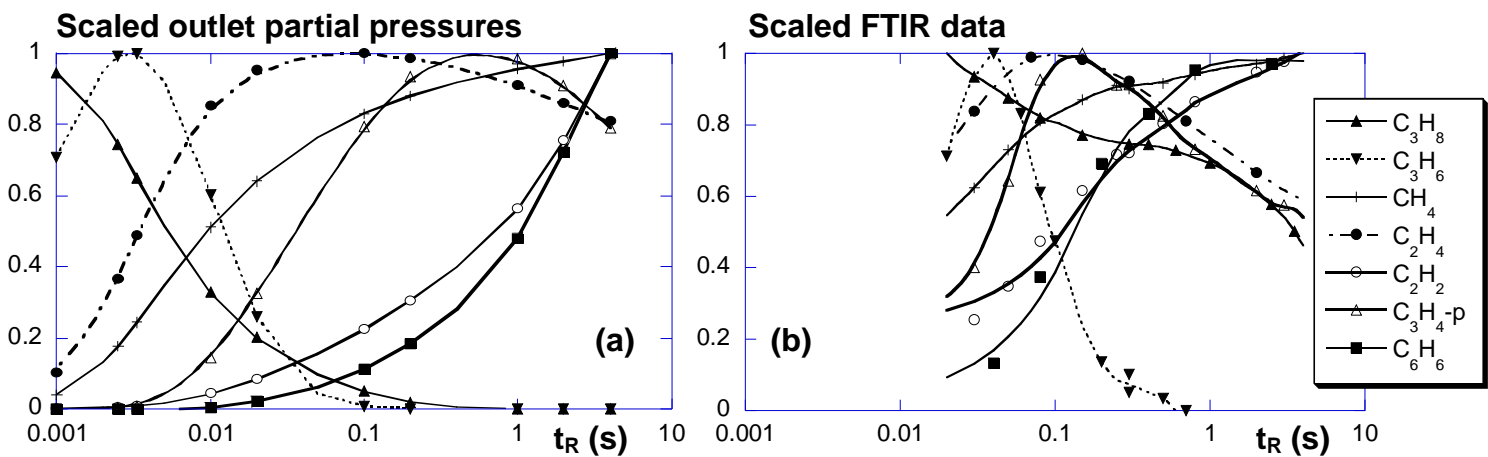 Scaled outlet partial pressures
1
0.8
0.6
0.4
0.2
0
0.001
0.01
0.1
1
10
t_R (s)
(a)
Scaled FTIR data
1
0.8
0.6
0.4
0.2
0
0.001
0.01
0.1
1
10
t_R (s)
(b)
C₃H₈
C₃H₆
CH₄
C₂H₄
C₂H₂
C₃H₄-p
C₆H₆